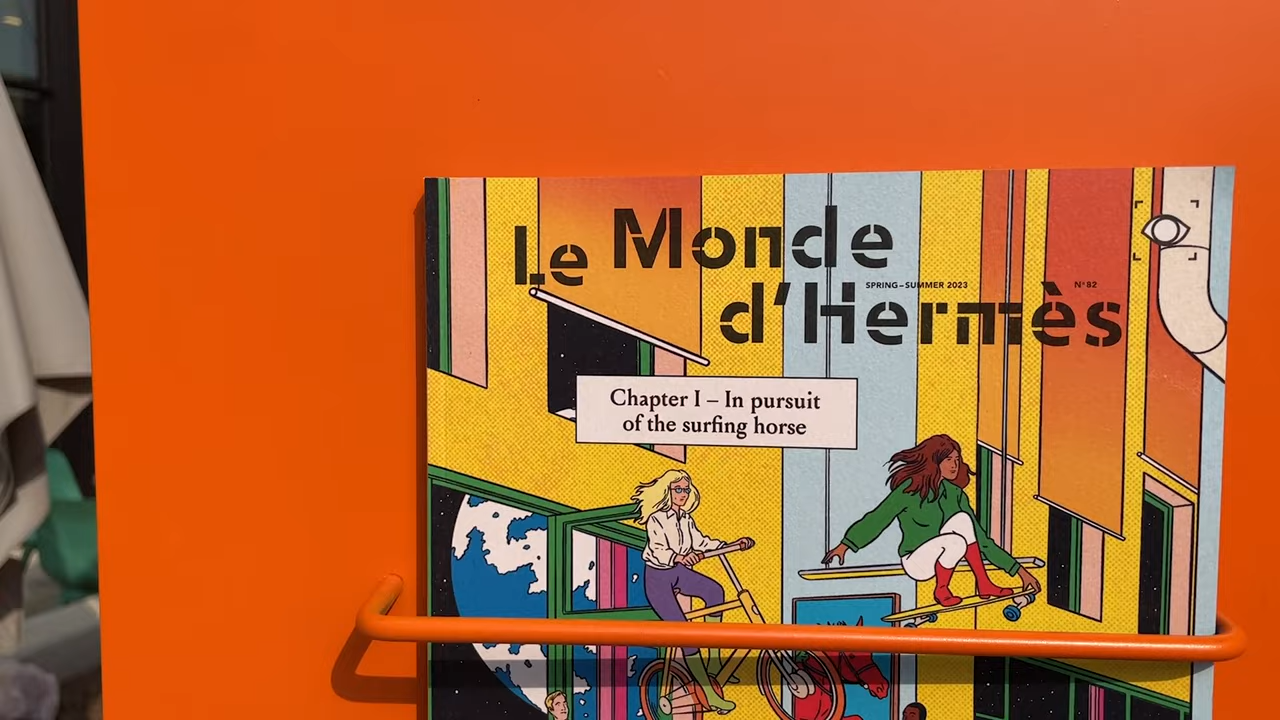 Le Monde
d'Hermès
SPRING–SUMMER 2023
N°82
Chapter I – In pursuit
of the surfing horse